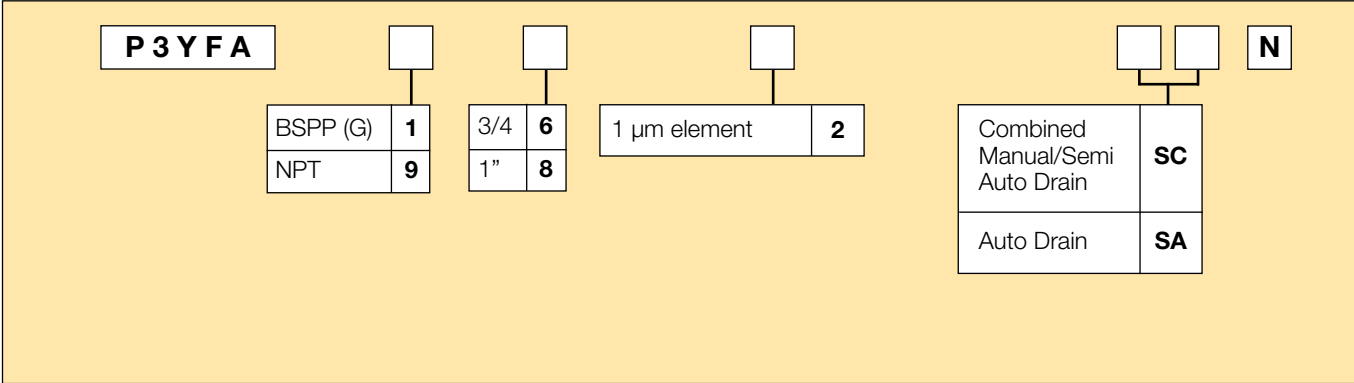 P3YFA N
BSPP (G) 1
NPT 9
3/4 6
1” 8
1 µm element 2
Combined
Manual/Semi
Auto Drain
SC
Auto Drain SA